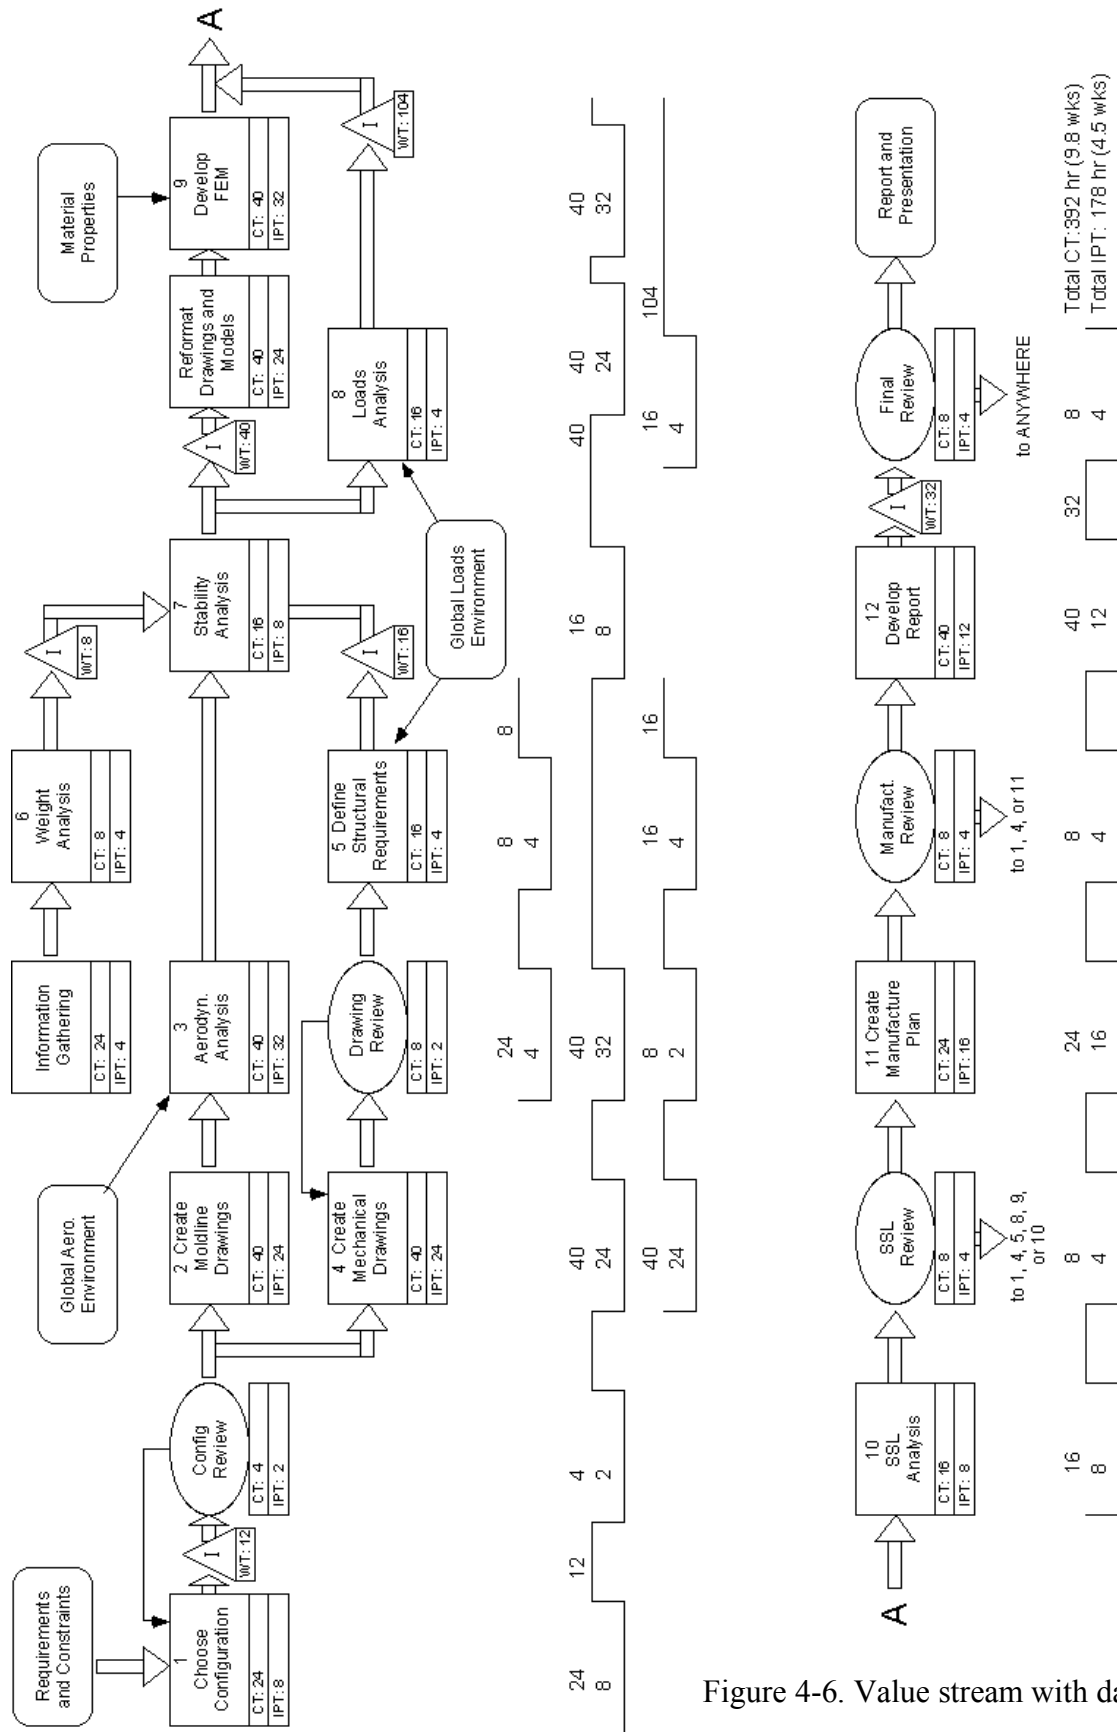 Requirements
and Constraints
1
Choose
Configuration
CT: 24
IPT: 8
I
WT: 12
Config
Review
CT: 4
IPT: 2
Global Aero.
Environment
2 Create
Moldline
Drawings
CT: 40
IPT: 24
4 Create
Mechanical
Drawings
CT: 40
IPT: 24
Information
Gathering
CT: 24
IPT: 4
3
Aerodyn.
Analysis
CT: 40
IPT: 32
Drawing
Review
CT: 8
IPT: 2
6
Weight
Analysis
CT: 8
IPT: 4
5 Define
Structural
Requirements
CT: 16
IPT: 4
I
WT: 8
I
WT: 16
7
Stability
Analysis
CT: 16
IPT: 8
Global Loads
Environment
I
WT: 40
Reformat
Drawings and
Models
CT: 40
IPT: 24
8
Loads
Analysis
CT: 16
IPT: 4
Material
Properties
9
Develop
FEM
CT: 40
IPT: 32
I
WT: 104
A
24 8 8
4 4
24 12 4 40 40 16 40 40 40
8 2 24 32 8 24 32
40 8 16 16 16 104
24 2 4 4
A
10
SSL
Analysis
CT: 16
IPT: 8
SSL
Review
CT: 8
IPT: 4
to 1, 4, 5, 8, 9,
or 10
11 Create
Manufacture
Plan
CT: 24
IPT: 16
Manufact.
Review
CT: 8
IPT: 4
to 1, 4, or 11
12
Develop
Report
CT: 40
IPT: 12
I
WT: 32
Final
Review
CT: 8
IPT: 4
to ANYWHERE
Report and
Presentation
16 8 24 8 40 32 8
8 4 16 4 12 4
Total CT:392 hr (9.8 wks)
Total IPT: 178 hr (4.5 wks)
Figure 4-6. Value stream with da